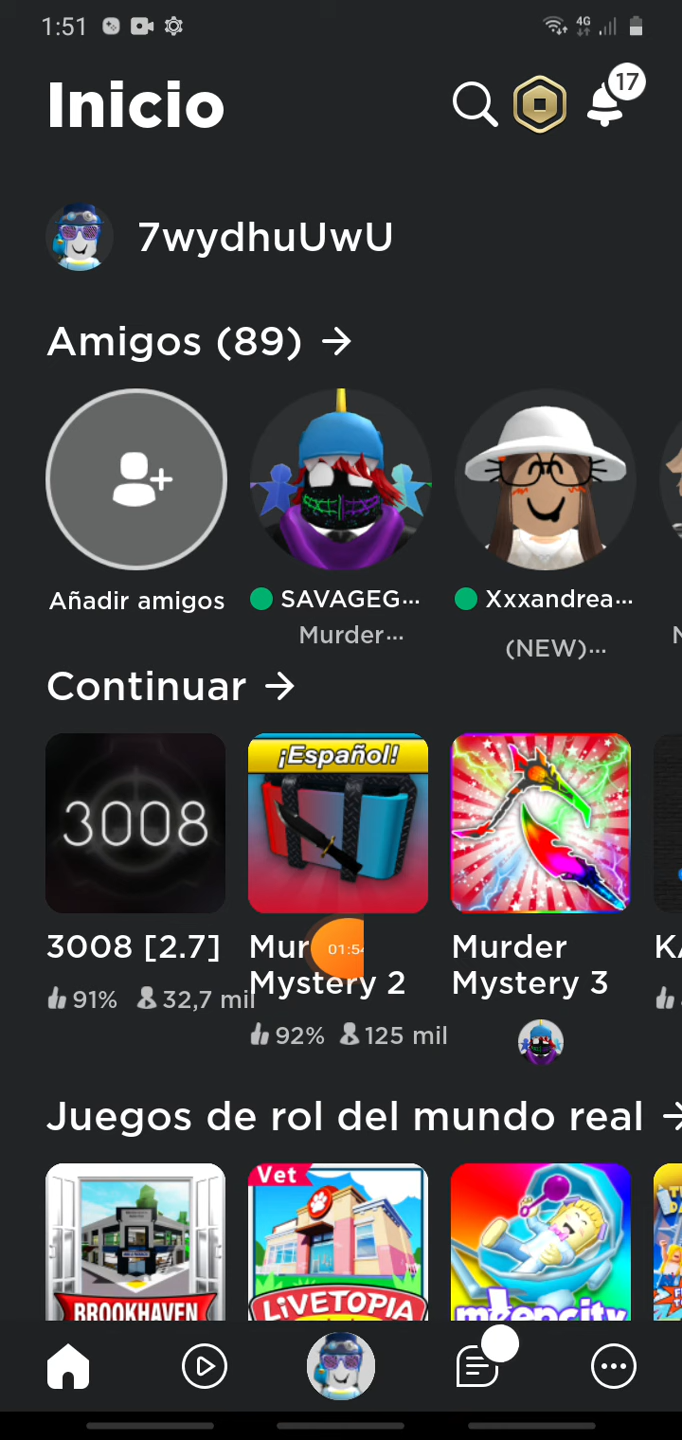 1:51
4G
Inicio
17
7wydhuUwU
Amigos (89) →
Añadir amigos
SAVAGEG...
Xxxandrea...
Murder...
(NEW)...
Continuar →
3008
¡Español!
3008 [2.7]
91% 32,7 mil
Mystery 2
92% 125 mil
01:54
Murder
Mystery 3
Juegos de rol del mundo real →
BROOKHAVEN
Vet
LIVETOPIA